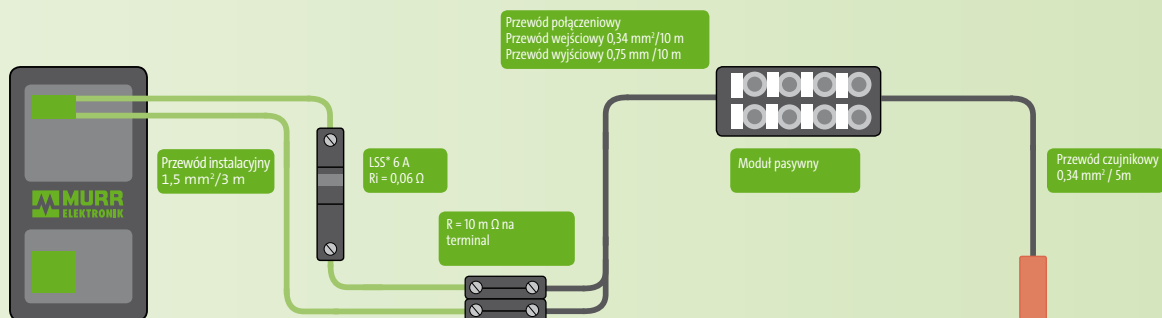 Przewód połączeniowy
Przewód wejściowy 0,34 mm²/10 m
Przewód wyjściowy 0,75 mm /10 m
Przewód instalacyjny
1,5 mm²/3 m
LSS* 6 A
Ri = 0,06 Ω
Moduł pasywny
Przewód czujnikowy
0,34 mm² / 5m
MURR
ELEKTRONIK
R = 10 m Ω na
terminal